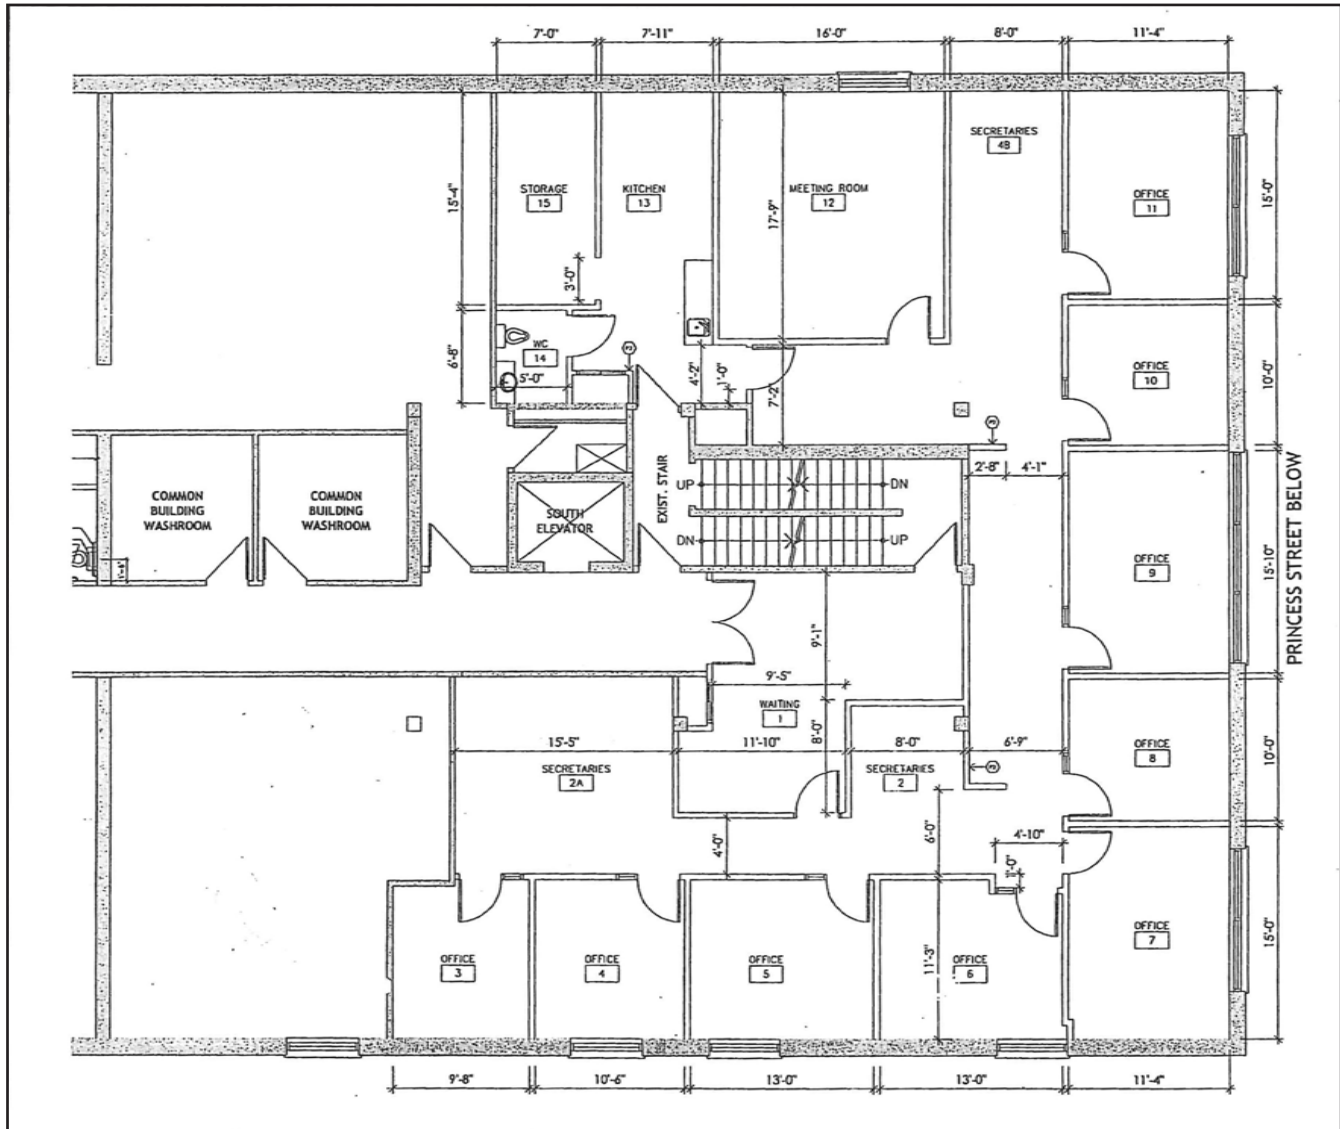 7'-0"
7'-11"
16'-0"
8'-0"
11'-4"
SECRETARIES
4B
STORAGE
15
KITCHEN
13
MEETING ROOM
12
OFFICE
11
15'-4"
17'-9"
15'-0"
3'-0"
WC
14
5'-0"
6'-8"
4'-2"
1'-0"
7'-2"
OFFICE
10
10'-0"
2'-8"
4'-1"
COMMON
BUILDING
WASHROOM
COMMON
BUILDING
WASHROOM
SOUTH
ELEVATOR
EXIST. STAIR
UP
DN
DN
UP
OFFICE
9
15'-10"
PRINCESS STREET BELOW
9'-1"
9'-5"
WAITING
1
8'-0"
15'-5"
11'-10"
8'-0"
6'-9"
SECRETARIES
2A
SECRETARIES
2
OFFICE
8
10'-0"
4'-0"
6'-0"
4'-10"
1'-0"
OFFICE
3
OFFICE
4
OFFICE
5
OFFICE
6
11'-3"
OFFICE
7
15'-0"
9'-8"
10'-6"
13'-0"
13'-0"
11'-4"